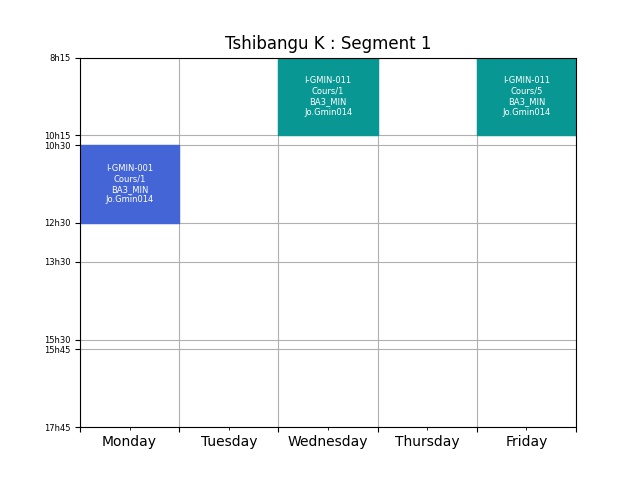 Tshibangu K : Segment 1
8h15
I-GMIN-011
Cours/1
BA3_MIN
Jo.Gmin014
I-GMIN-011
Cours/5
BA3_MIN
Jo.Gmin014
10h15
10h30
I-GMIN-001
Cours/1
BA3_MIN
Jo.Gmin014
12h30
13h30
15h30
15h45
17h45
Monday Tuesday Wednesday Thursday Friday